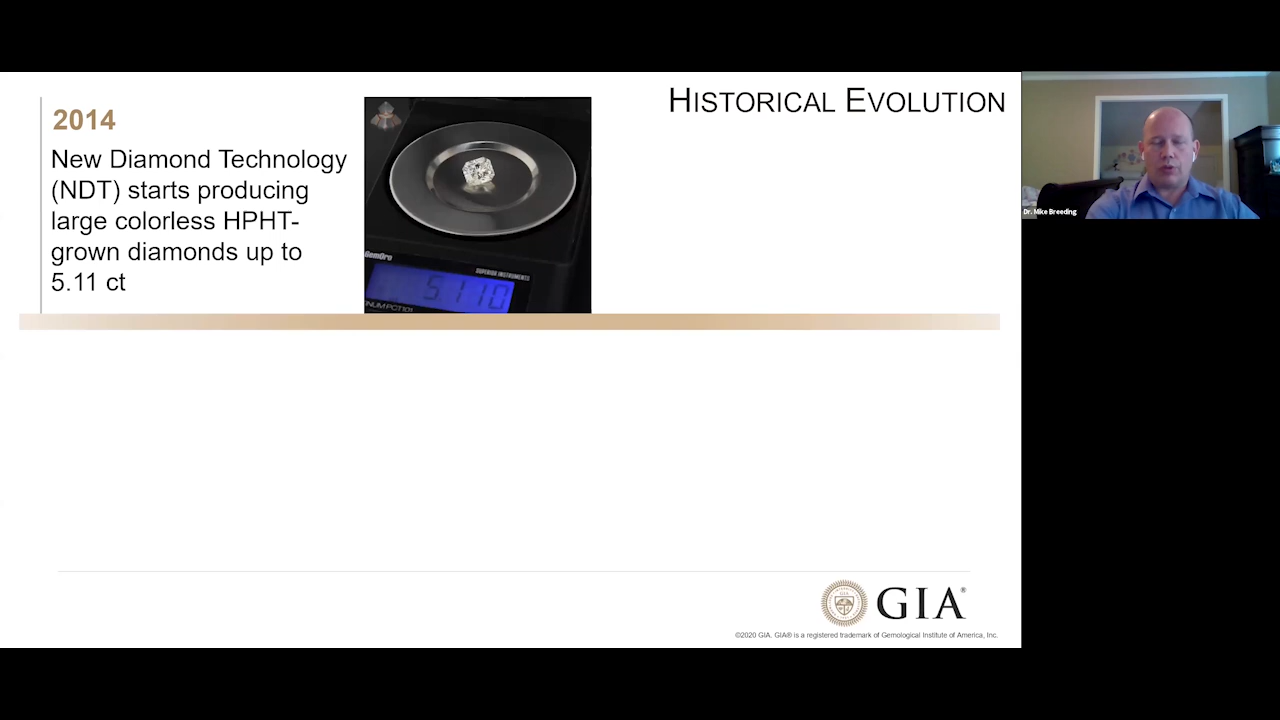 HISTORICAL EVOLUTION
2014
New Diamond Technology
(NDT) starts producing
large colorless HPHT-
grown diamonds up to
5.11 ct
GemOro
SUPERIOR INSTRUMENTS
5.110
Dr. Mike Breeding
GIA
GIA®
©2020 GIA. GIA® is a registered trademark of Gemological Institute of America, Inc.